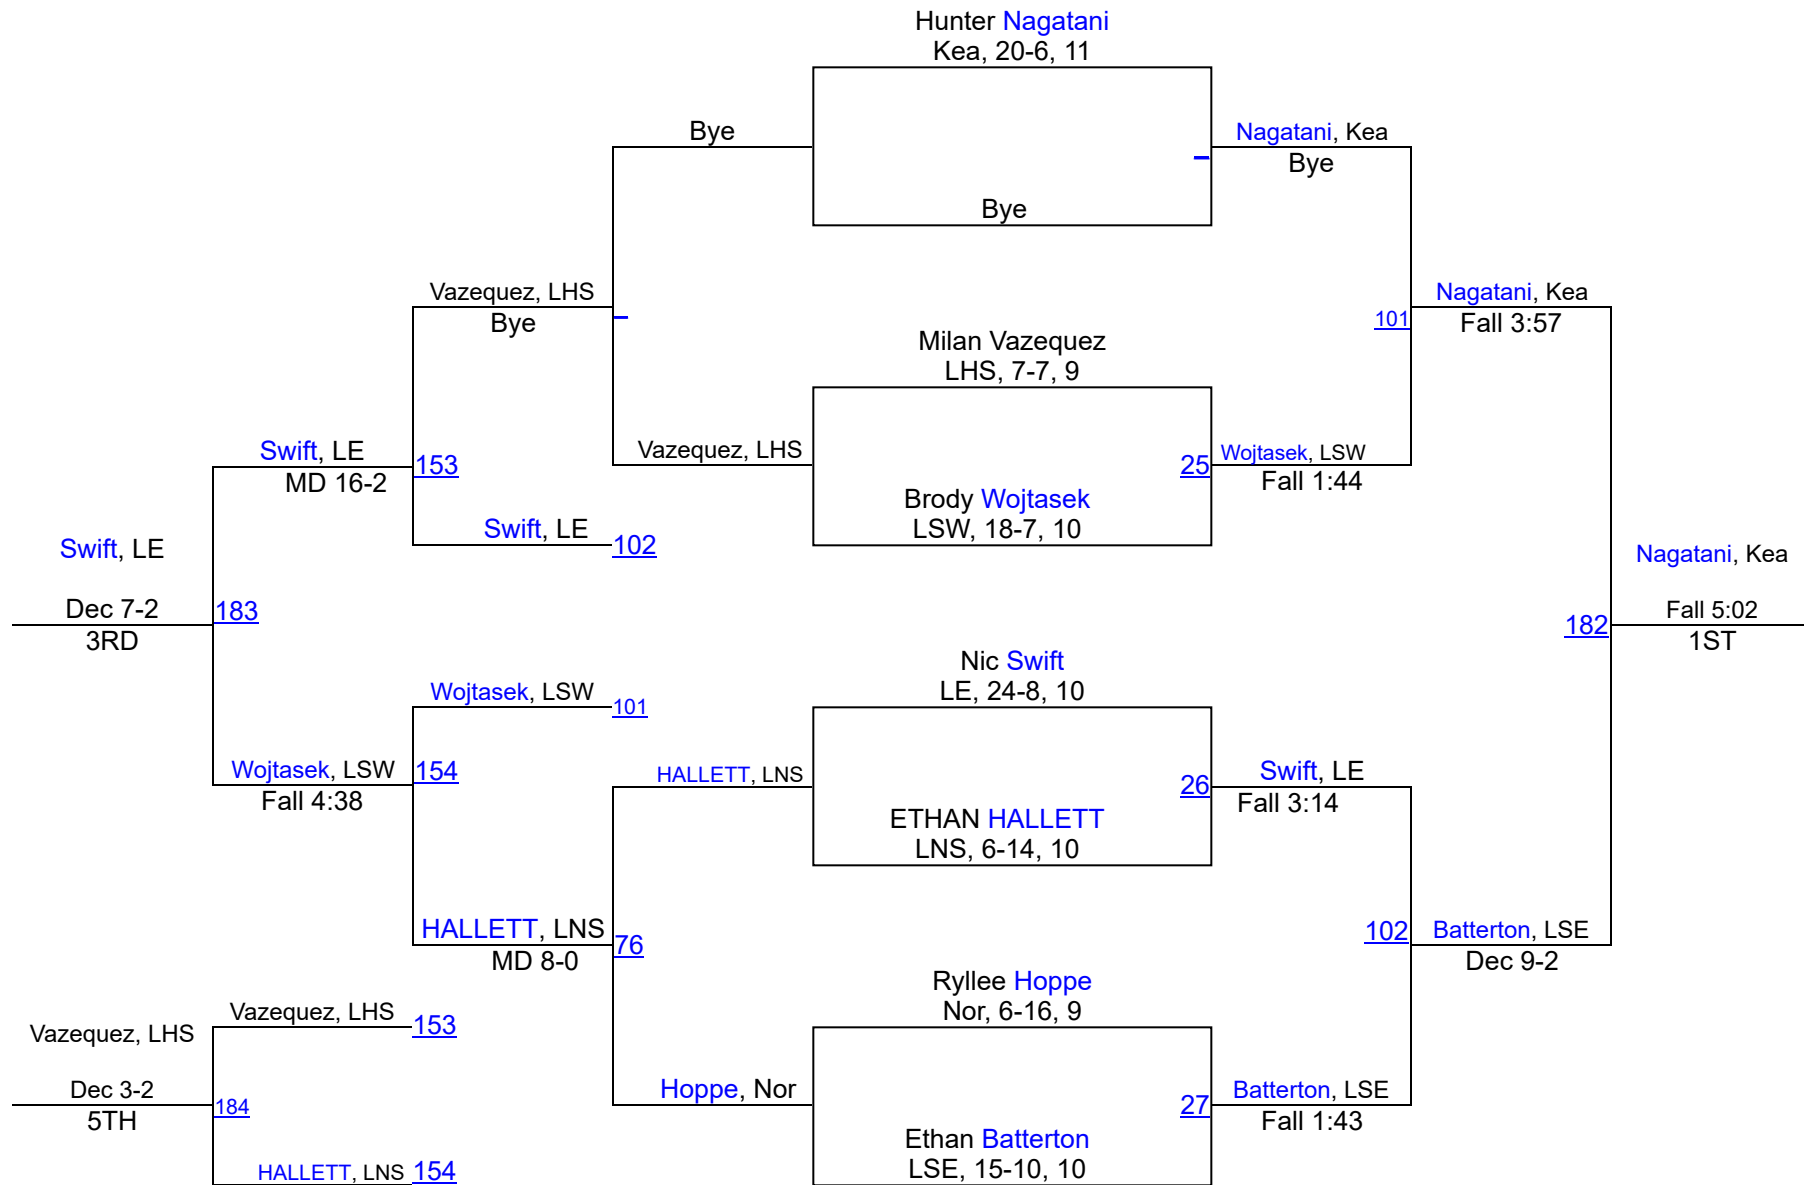 Hunter Nagatani
Kea, 20-6, 11
Bye
Nagatani, Kea
Bye
Bye
Vazequez, LHS
Bye
Nagatani, Kea
101
Fall 3:57
Milan Vazequez
LHS, 7-7, 9
Swift, LE
MD 16-2
153
Vazequez, LHS
25
Wojtasek, LSW
Fall 1:44
Brody Wojtasek
LSW, 18-7, 10
Swift, LE
102
Swift, LE
Dec 7-2
3RD
183
Nagatani, Kea
182
Fall 5:02
1ST
Nic Swift
LE, 24-8, 10
Wojtasek, LSW
101
Wojtasek, LSW
Fall 4:38
154
HALLETT, LNS
26
Swift, LE
Fall 3:14
ETHAN HALLETT
LNS, 6-14, 10
HALLETT, LNS
MD 8-0
76
102
Batterton, LSE
Dec 9-2
Ryllee Hoppe
Nor, 6-16, 9
Vazequez, LHS
153
Vazequez, LHS
Dec 3-2
5TH
184
Hoppe, Nor
27
Batterton, LSE
Fall 1:43
Ethan Batterton
LSE, 15-10, 10
HALLETT, LNS
154